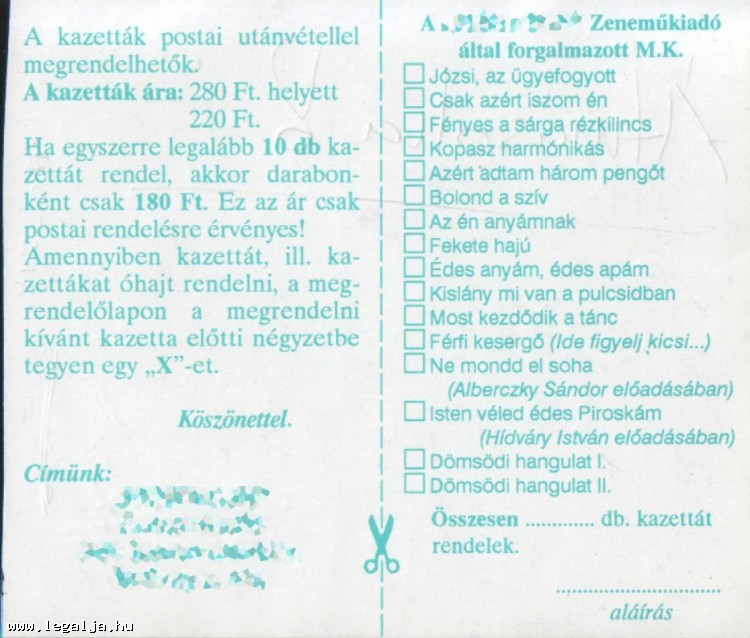 A kazetták postai utánvétellel
megrendelhetők.
A kazetták ára: 280 Ft. helyett
220 Ft.
Ha egyszerre legalább 10 db ka-
zettát rendel, akkor darabon-
ként csak 180 Ft. Ez az ár csak
postai rendelésre érvényes!
Amennyiben kazettát, ill. ka-
zettákat óhajt rendelni, a meg-
rendelőlapon a megrendelni
kívánt kazetta előtti négyzetbe
tegyen egy „X”-et.
Köszönettel.
Címünk:
A Zeneműkiadó
által forgalmazott M.K.
Józsi, az ügyefogyott
Csak azért iszom én
Fényes a sárga rézkilincs
Kopasz harmónikás
Azért adtam három pengőt
Bolond a szív
Az én anyámnak
Fekete hajú
Édes anyám, édes apám
Kislány mi van a pulcsidban
Most kezdődik a tánc
Férfi kesergő (Ide figyelj kicsi...)
Ne mondd el soha
(Alberczky Sándor előadásában)
Isten véled édes Piroskám
(Hídváry István előadásában)
Dömsödi hangulat I.
Dömsödi hangulat II.
Összesen ............. db. kazettát
rendelek.
...............................
aláírás
www.legalja.hu